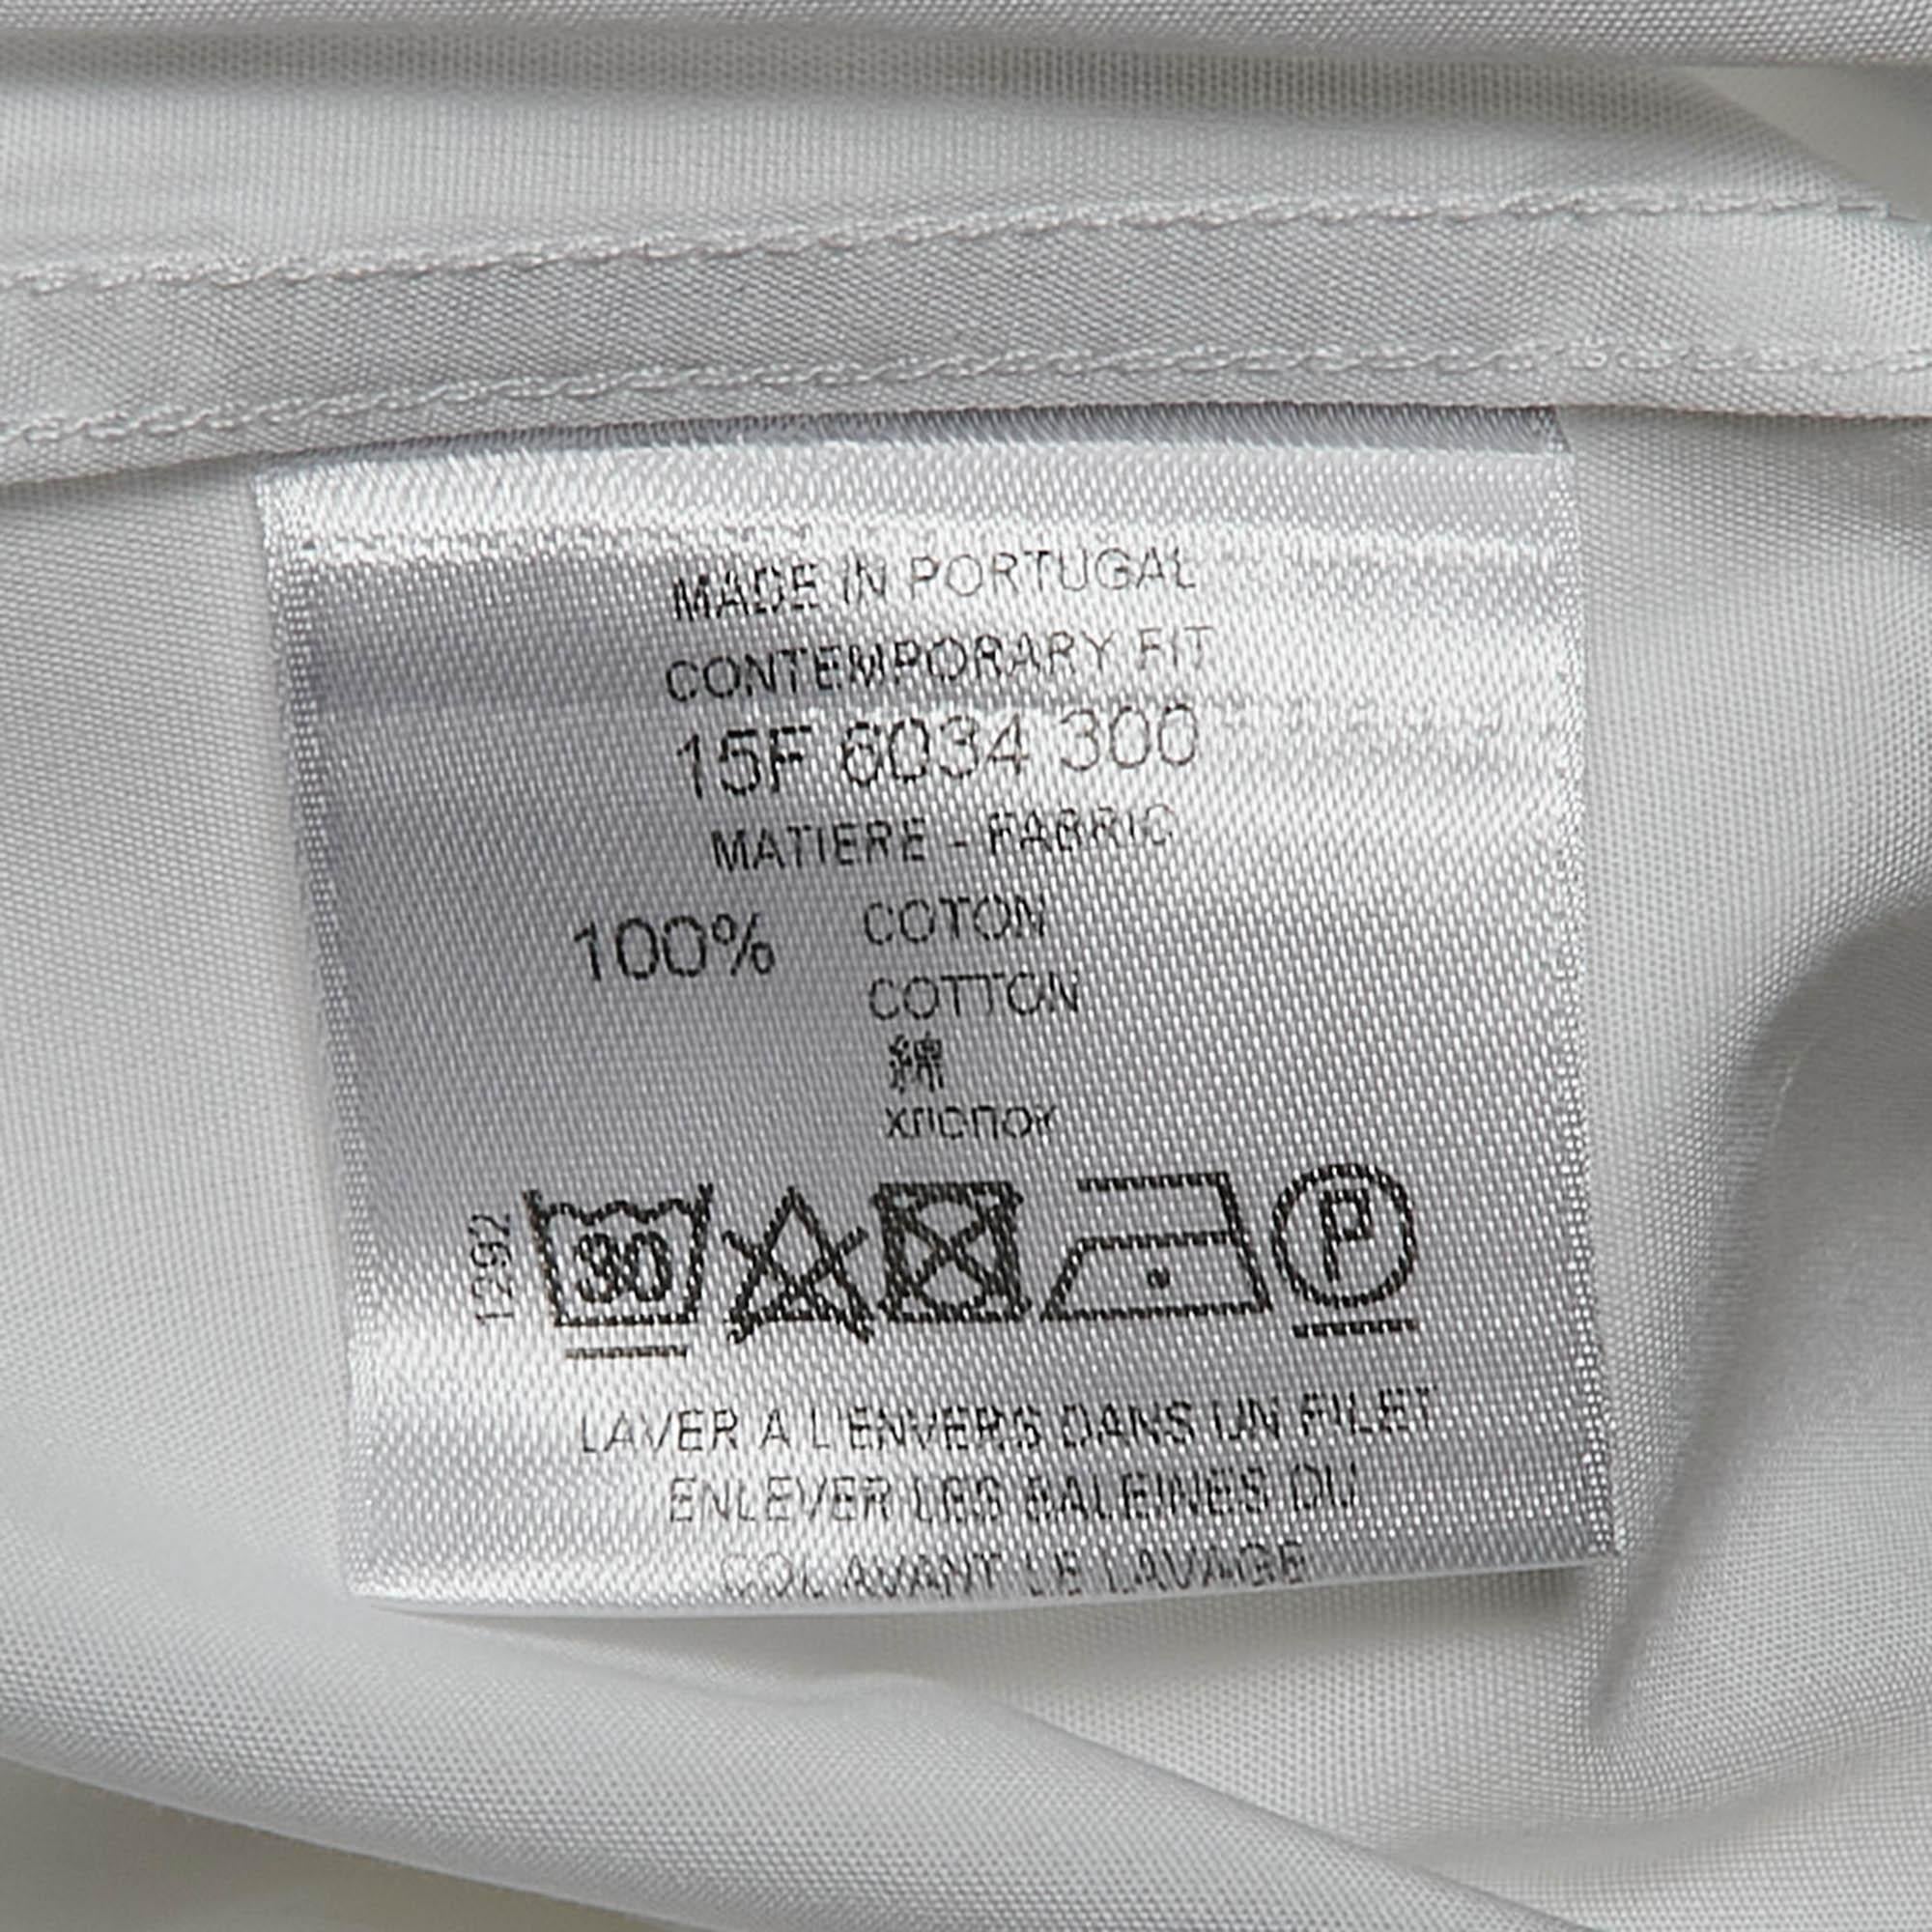 MADE IN PORTUGAL
CONTEMPORARY FIT
15F 6034 300
MATIERE - FABRIC
100% COTON
COTTON
綿
хлопок
1292
30
P
LAVER A L'ENVERS DANS UN FILET
ENLEVER LES BALEINES DU
COL AVANT LE LAVAGE